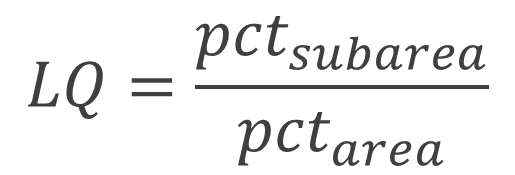 LQ = pct_subarea / pct_area